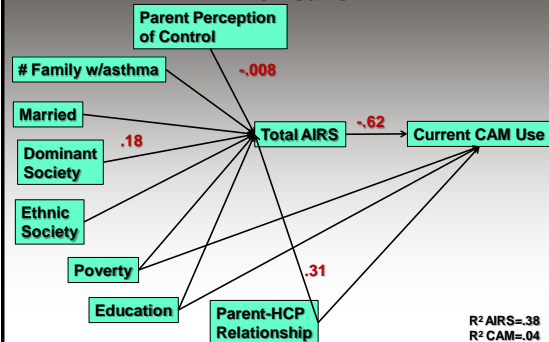 Parent Perception
of Control
-.008
# Family w/asthma
Married
.18
Total AIRS
-.62
Current CAM Use
Dominant
Society
Ethnic
Society
Poverty
.31
Education
Parent-HCP
Relationship
R² AIRS=.38
R² CAM=.04